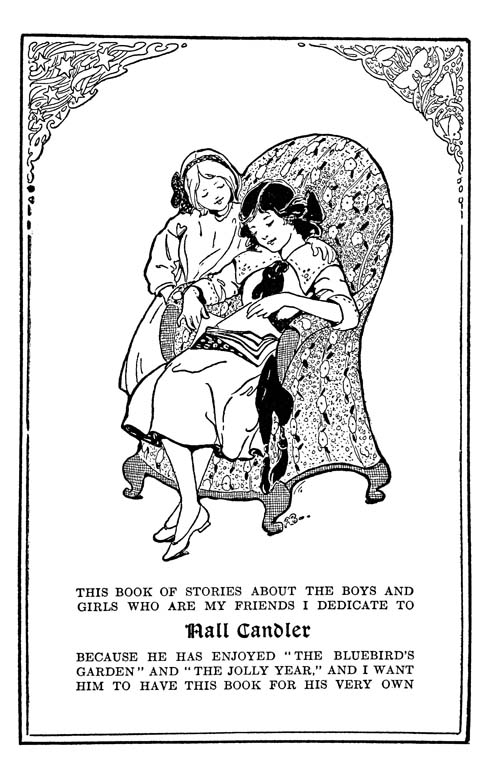 THIS BOOK OF STORIES ABOUT THE BOYS AND
GIRLS WHO ARE MY FRIENDS I DEDICATE TO
Nall Candler
BECAUSE HE HAS ENJOYED "THE BLUEBIRD'S
GARDEN" AND "THE JOLLY YEAR," AND I WANT
HIM TO HAVE THIS BOOK FOR HIS VERY OWN